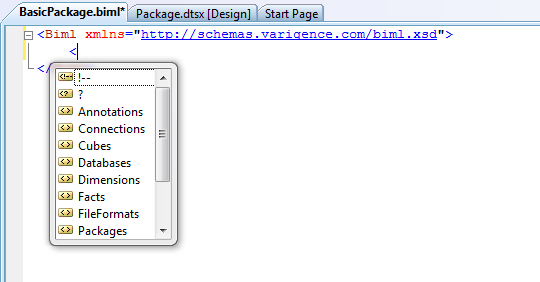 BasicPackage.biml* Package.dtsx [Design] Start Page
<Biml xmlns="http://schemas.varigence.com/biml.xsd">
<
</
!--
?
Annotations
Connections
Cubes
Databases
Dimensions
Facts
FileFormats
Packages